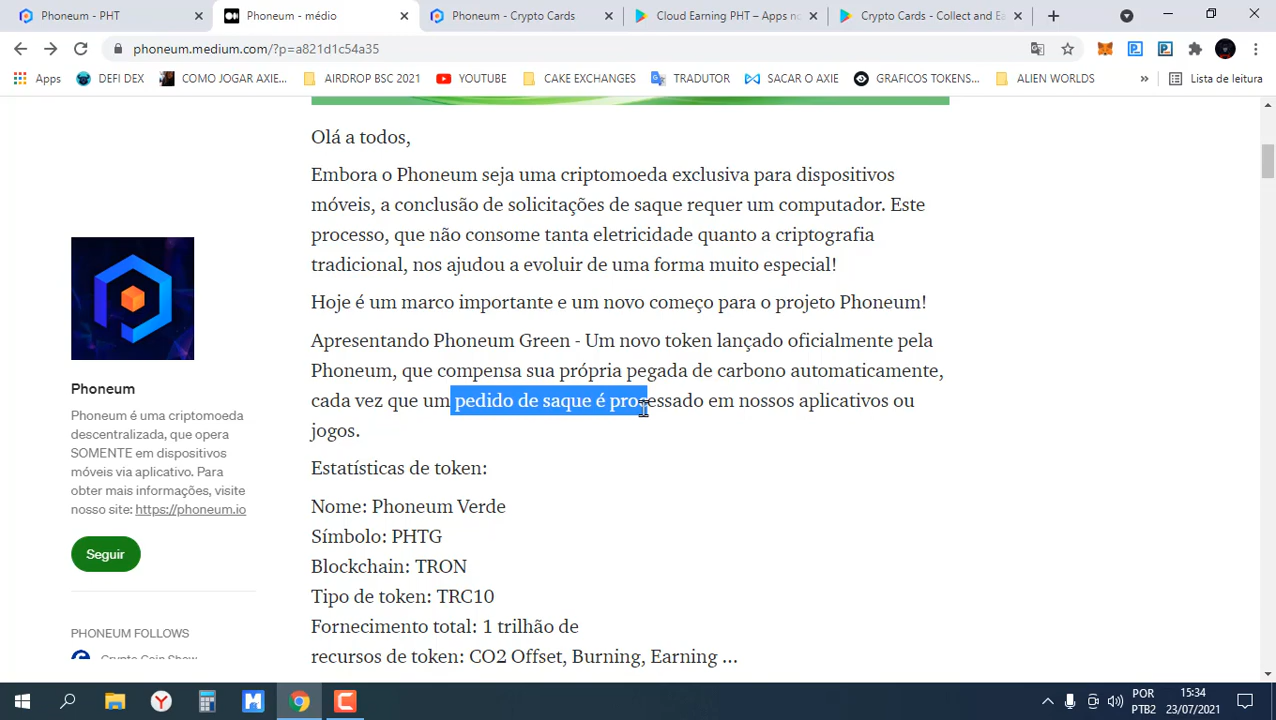 Phoneum - PHT
Phoneum - médio
Phoneum - Crypto Cards
Cloud Earning PHT – Apps no
Crypto Cards - Collect and Ea
phoneum.medium.com/?p=a821d1c54a35
Apps
DEFI DEX
COMO JOGAR AXIE...
AIRDROP BSC 2021
YOUTUBE
CAKE EXCHANGES
TRADUTOR
SACAR O AXIE
GRAFICOS TOKENS...
ALIEN WORLDS
»
Lista de leitura
Olá a todos,
Embora o Phoneum seja uma criptomoeda exclusiva para dispositivos
móveis, a conclusão de solicitações de saque requer um computador. Este
processo, que não consome tanta eletricidade quanto a criptografia
tradicional, nos ajudou a evoluir de uma forma muito especial!
Hoje é um marco importante e um novo começo para o projeto Phoneum!
Apresentando Phoneum Green - Um novo token lançado oficialmente pela
Phoneum, que compensa sua própria pegada de carbono automaticamente,
cada vez que um pedido de saque é processado em nossos aplicativos ou
jogos.
Estatísticas de token:
Nome: Phoneum Verde
Símbolo: PHTG
Blockchain: TRON
Tipo de token: TRC10
Fornecimento total: 1 trilhão de
recursos de token: CO2 Offset, Burning, Earning ...
Phoneum
Phoneum é uma criptomoeda
descentralizada, que opera
SOMENTE em dispositivos
móveis via aplicativo. Para
obter mais informações, visite
nosso site: https://phoneum.io
Seguir
PHONEUM FOLLOWS
Crypto Coin Show
POR
PTB2
15:34
23/07/2021